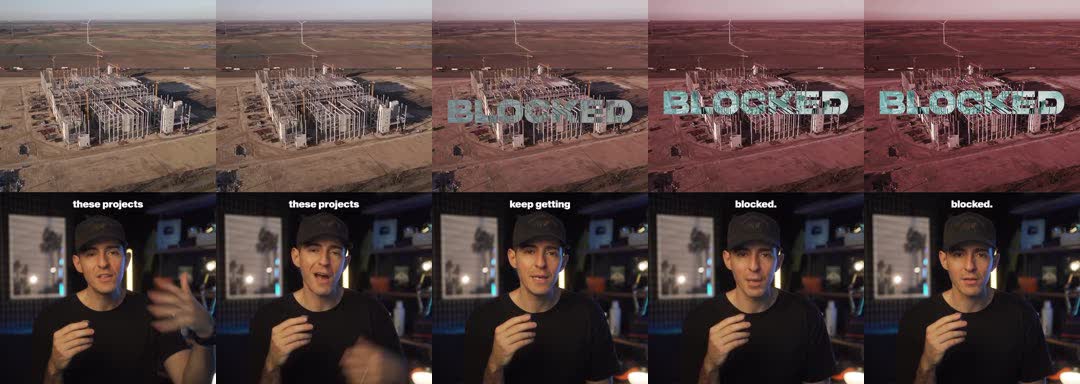 BLOCKED BLOCKED BLOCKED
these projects these projects keep getting blocked. blocked.